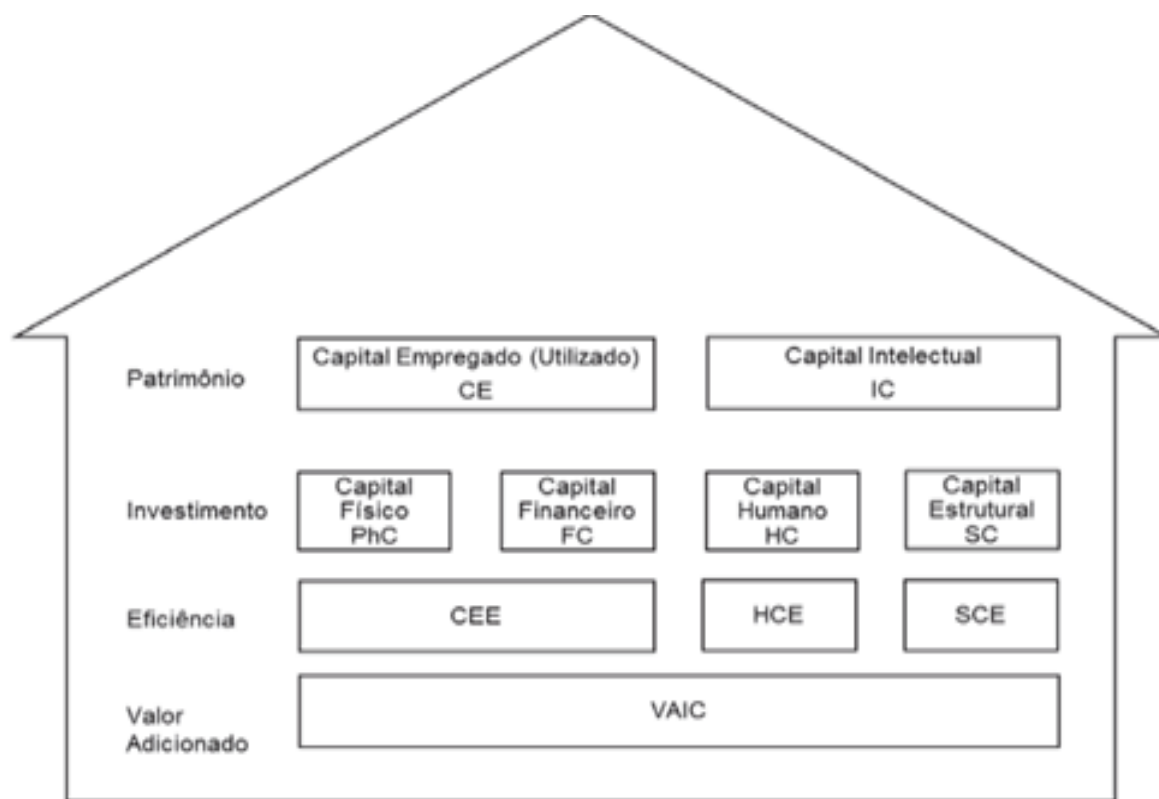 Patrimônio
Capital Empregado (Utilizado)
CE
Capital Intelectual
IC
Investimento
Capital
Físico
PhC
Capital
Financeiro
FC
Capital
Humano
HC
Capital
Estrutural
SC
Eficiência
CEE
HCE
SCE
Valor
Adicionado
VAIC